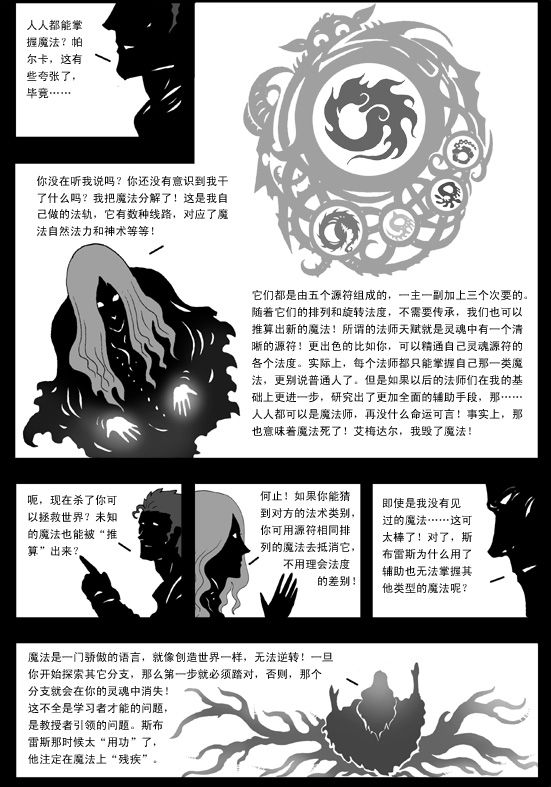 人人都能掌
握魔法？帕
尔卡，这有
些夸张了，
毕竟……
你没在听我说吗？你还没有意识到我干
了什么吗？我把魔法分解了！这是我自
己做的法轨，它有数种线路，对应了魔
法自然法力和神术等等！
它们都是由五个源符组成的，一主一副加上三个次要的。
随着它们的排列和旋转法度，不需要传承，我们也可以
推算出新的魔法！所谓的法师天赋就是灵魂中有一个清
晰的源符！更出色的比如你，可以精通自己灵魂源符的
各个法度。实际上，每个法师都只能掌握自己那一类魔
法，更别说普通人了。但是如果以后的法师们在我的基
础上更进一步，研究出了更加全面的辅助手段，那……
人人都可以是魔法师，再没什么命运可言！事实上，那
也意味着魔法死了！艾梅达尔，我毁了魔法！
呃，现在杀了你可
以拯救世界？未知
的魔法也能被“推
算”出来？
何止！如果你能猜
到对方的法术类别，
你可用源符相同排
列的魔法去抵消它，
不用理会法度
的差别！
即使是我没有见
过的魔法……这可
太棒了！对了，斯
布雷斯为什么用了
辅助也无法掌握其
他类型的魔法呢？
魔法是一门骄傲的语言，就像创造世界一样，无法逆转！一旦
你开始探索其它分支，那么第一步就必须踏对，否则，那个
分支就会在你的灵魂中消失！
这不全是学习者才能的问题，
是教授者引领的问题。斯布
雷斯那时候太“用功”了，
他注定在魔法上“残疾”。